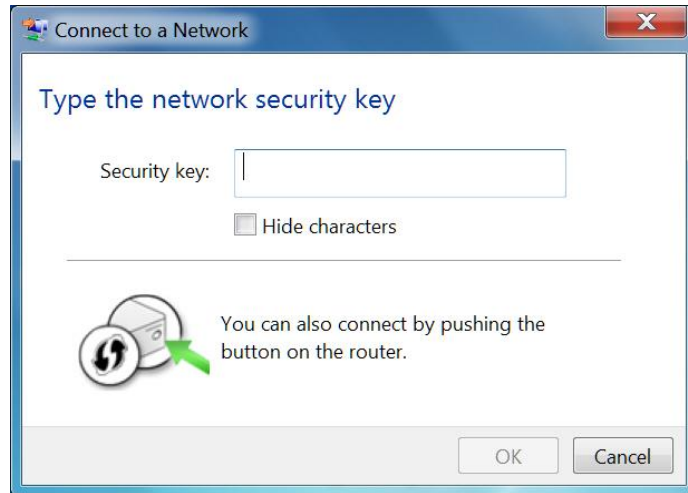 Connect to a Network
Type the network security key
Security key:
Hide characters
You can also connect by pushing the
button on the router.
OK
Cancel